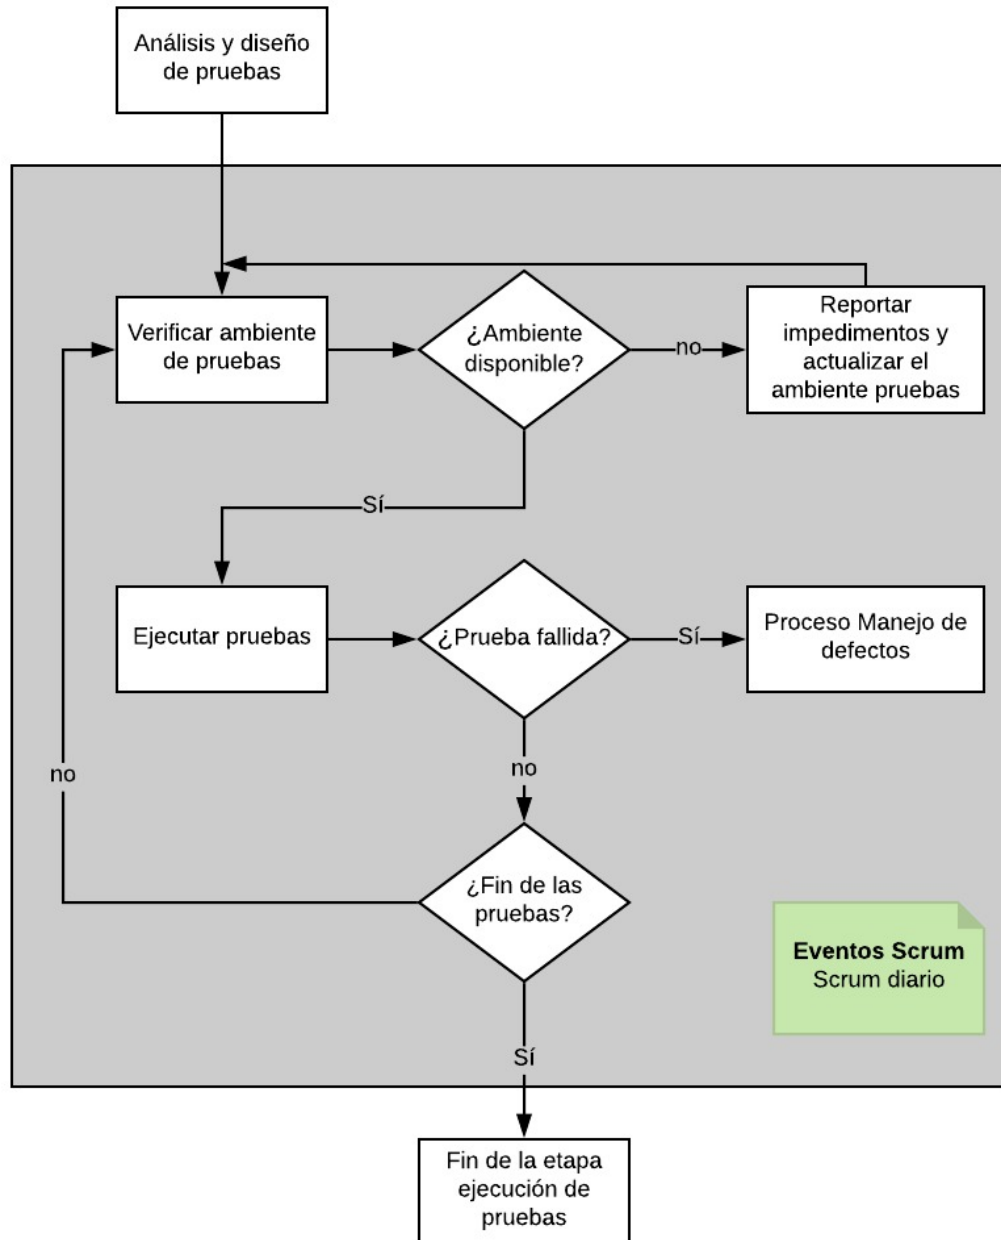 Análisis y diseño
de pruebas
Verificar ambiente
de pruebas
¿Ambiente
disponible?
no
Reportar
impedimentos y
actualizar el
ambiente pruebas
Sí
Ejecutar pruebas
¿Prueba fallida?
Sí
Proceso Manejo de
defectos
no
no
¿Fin de las
pruebas?
Eventos Scrum
Scrum diario
Sí
Fin de la etapa
ejecución de
pruebas